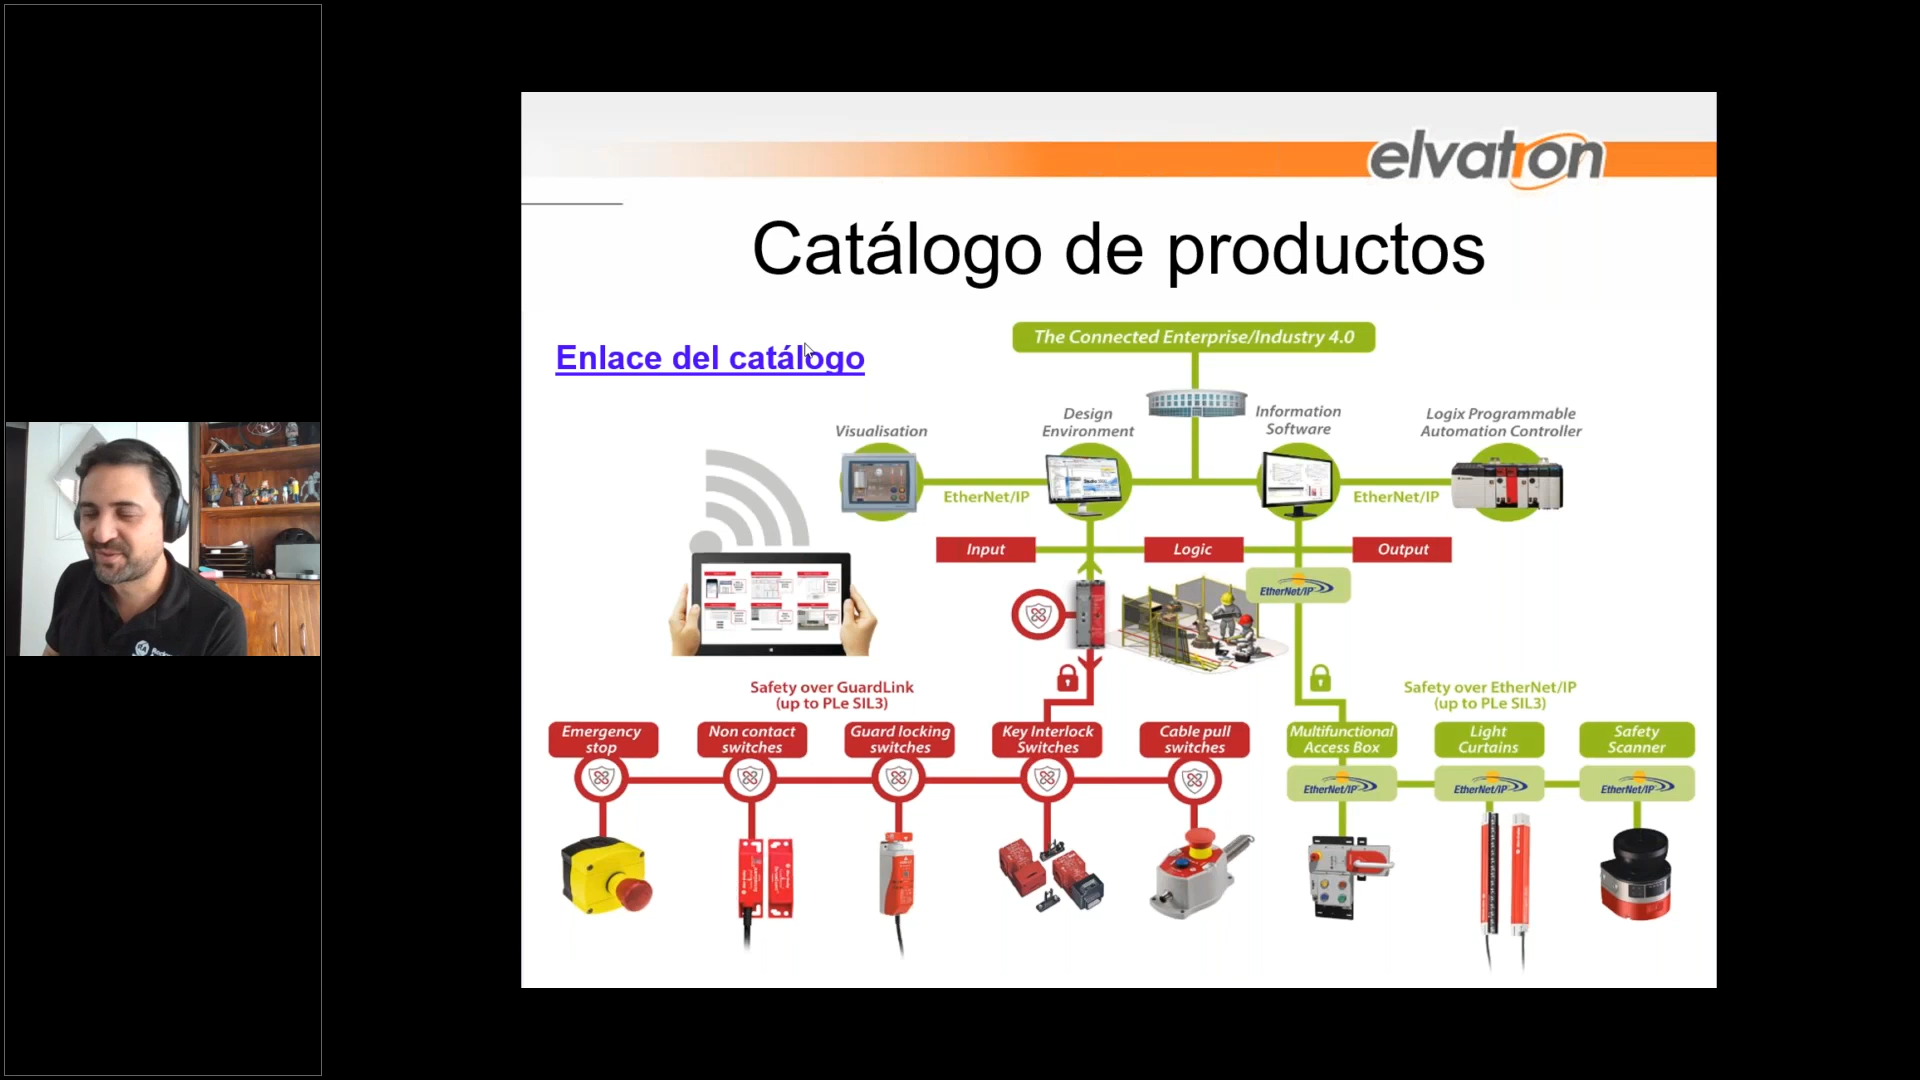 elvatron
Catálogo de productos
Enlace del catálogo
The Connected Enterprise/Industry 4.0
Visualisation
Design
Environment
Information
Software
Logix Programmable
Automation Controller
EtherNet/IP
EtherNet/IP
Input
Logic
Output
EtherNet/IP
Safety over GuardLink
(up to PLe SIL3)
Safety over EtherNet/IP
(up to PLe SIL3)
Emergency
stop
Non contact
switches
Guard locking
switches
Key Interlock
Switches
Cable pull
switches
Multifunctional
Access Box
Light
Curtains
Safety
Scanner
EtherNet/IP
EtherNet/IP
EtherNet/IP